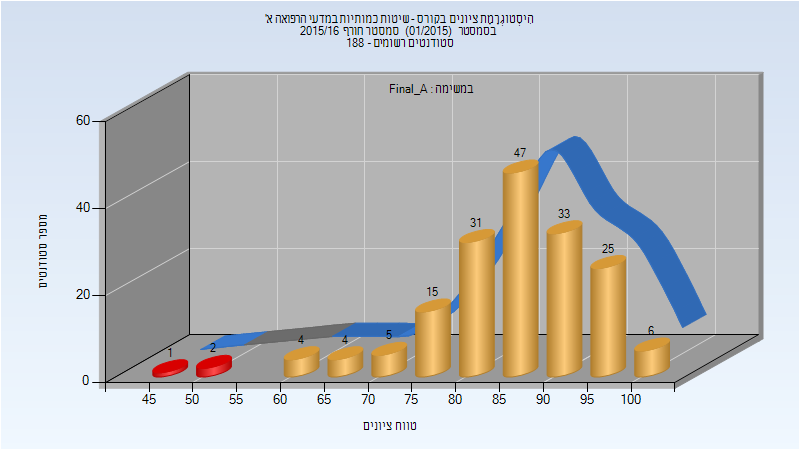 הִיסְטוֹגְרָמַת ציונים בקורס - שיטות כמותיות במדעי הרפואה א'
בסמסטר (01/2015) סמסטר חורף 2015/16
סטודנטים רשומים - 188
במשימה : Final_A
מספר סטודנטים
60
40
20
0
1
2
4
4
5
15
31
47
33
25
6
45 50 55 60 65 70 75 80 85 90 95 100
טווח ציונים